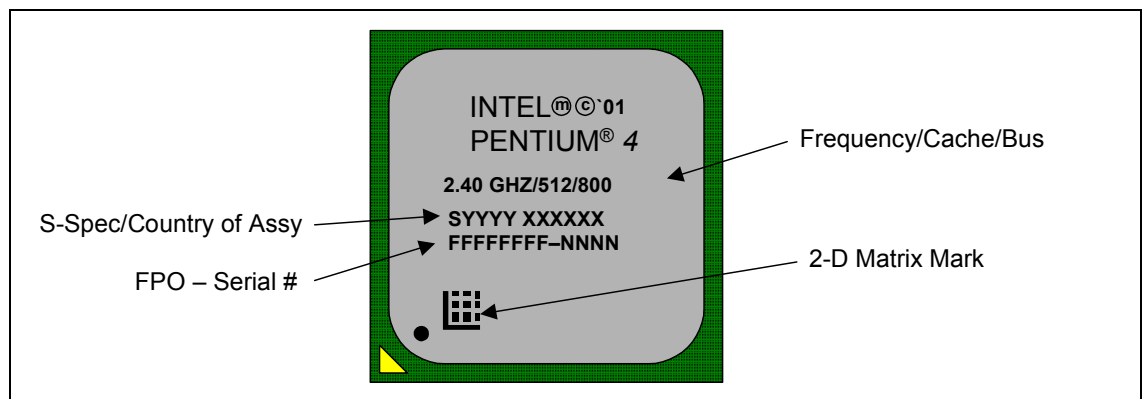 INTELⓜ©`01
PENTIUM® 4
Frequency/Cache/Bus
2.40 GHZ/512/800
S-Spec/Country of Assy
SYYYY XXXXXX
FFFFFFFF–NNNN
FPO – Serial #
2-D Matrix Mark